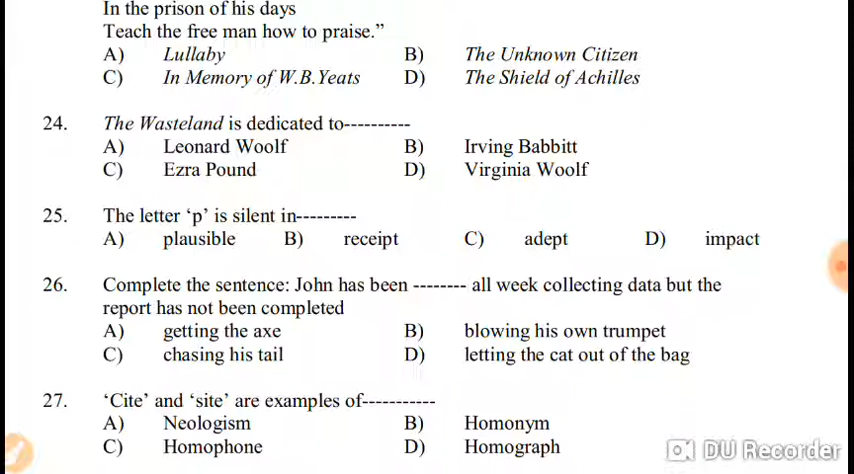 In the prison of his days
Teach the free man how to praise.”
A) Lullaby B) The Unknown Citizen
C) In Memory of W.B.Yeats D) The Shield of Achilles
24. The Wasteland is dedicated to----------
A) Leonard Woolf B) Irving Babbitt
C) Ezra Pound D) Virginia Woolf
25. The letter ‘p’ is silent in---------
A) plausible B) receipt C) adept D) impact
26. Complete the sentence: John has been -------- all week collecting data but the
report has not been completed
A) getting the axe B) blowing his own trumpet
C) chasing his tail D) letting the cat out of the bag
27. ‘Cite’ and ‘site’ are examples of-----------
A) Neologism B) Homonym
C) Homophone D) Homograph
DU Recorder